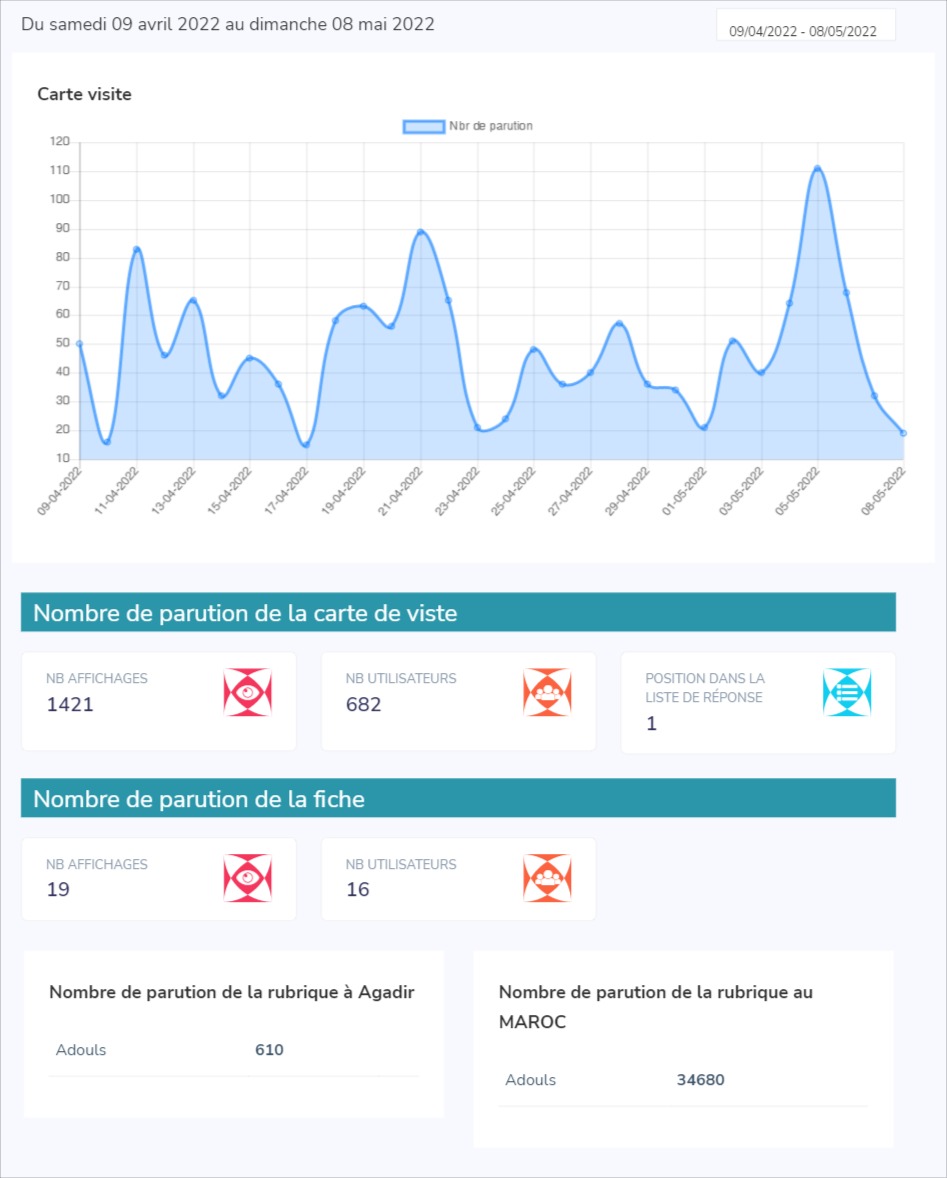 Du samedi 09 avril 2022 au dimanche 08 mai 2022
09/04/2022 - 08/05/2022
Carte visite
Nbr de parution
120
110
100
90
80
70
60
50
40
30
20
10
09-04-2022
11-04-2022
13-04-2022
15-04-2022
17-04-2022
19-04-2022
21-04-2022
23-04-2022
25-04-2022
27-04-2022
29-04-2022
01-05-2022
03-05-2022
05-05-2022
08-05-2022
Nombre de parution de la carte de viste
NB AFFICHAGES
1421
NB UTILISATEURS
682
POSITION DANS LA
LISTE DE RÉPONSE
1
Nombre de parution de la fiche
NB AFFICHAGES
19
NB UTILISATEURS
16
Nombre de parution de la rubrique à Agadir
Adouls 610
Nombre de parution de la rubrique au
MAROC
Adouls 34680